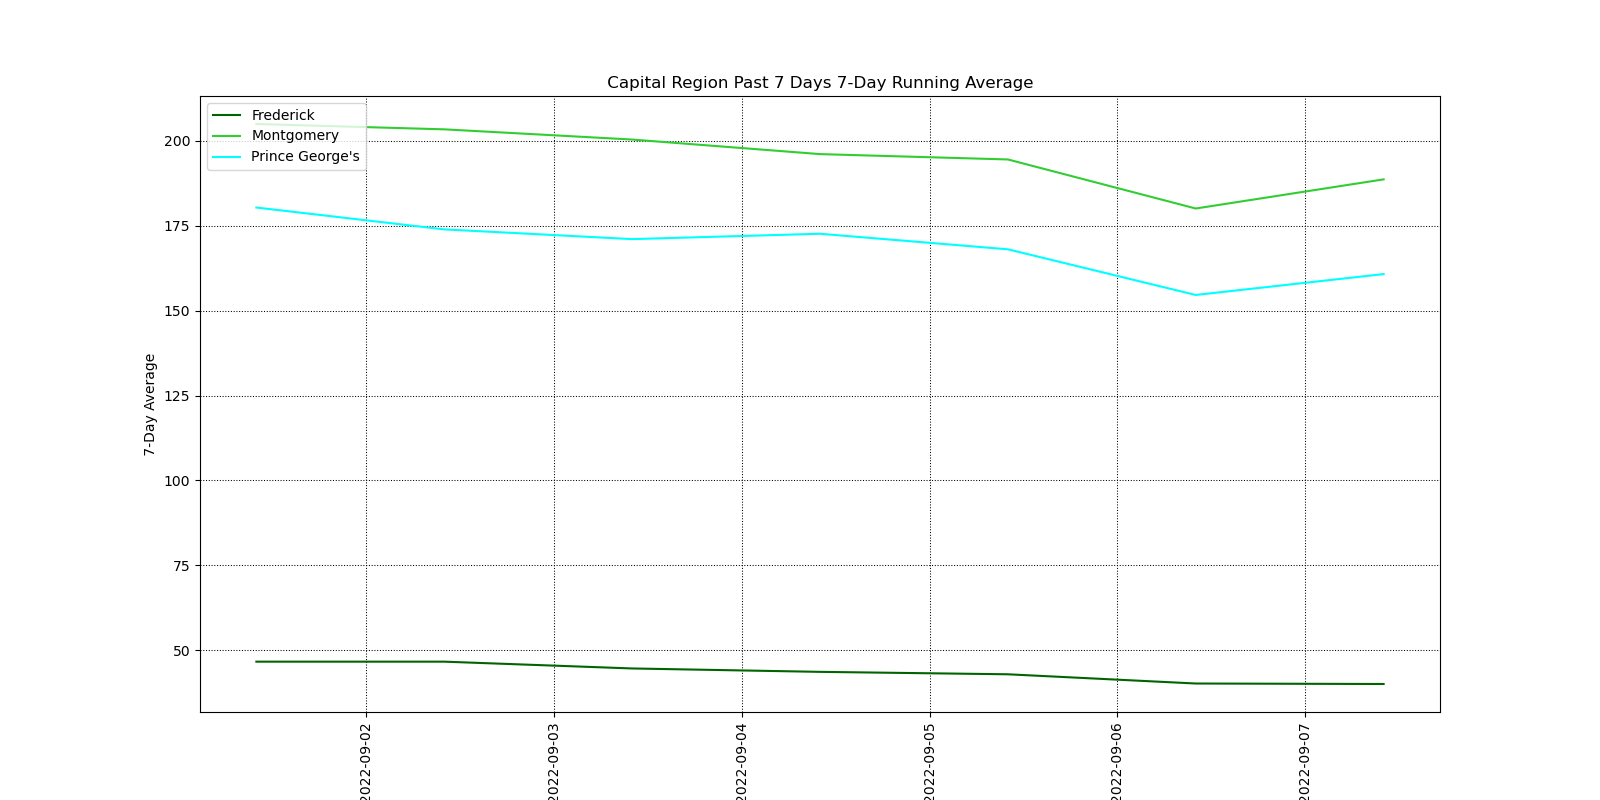 Capital Region Past 7 Days 7-Day Running Average
Frederick
Montgomery
Prince George's
200
175
150
125
100
75
50
7-Day Average
2022-09-02
2022-09-03
2022-09-04
2022-09-05
2022-09-06
2022-09-07